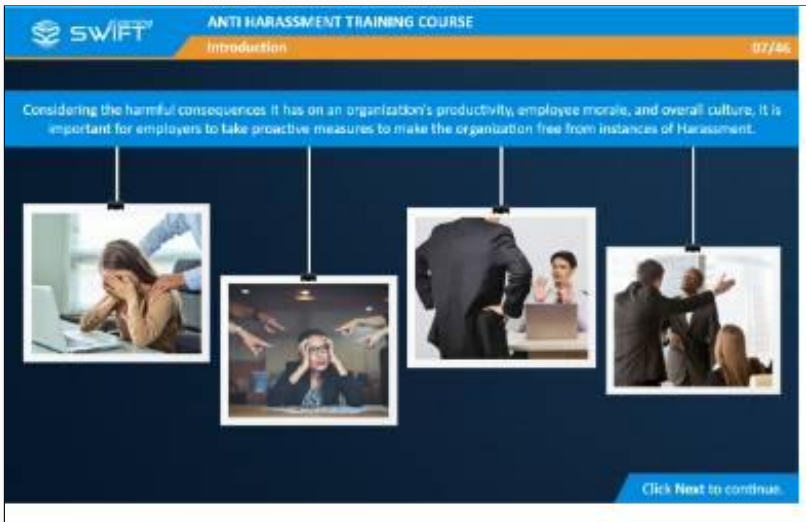 SWIFT
ANTI HARASSMENT TRAINING COURSE
Introduction
07/46
Considering the harmful consequences it has on an organization's productivity, employee morale, and overall culture, it is
important for employers to take proactive measures to make the organization free from instances of Harassment.
Click Next to continue.